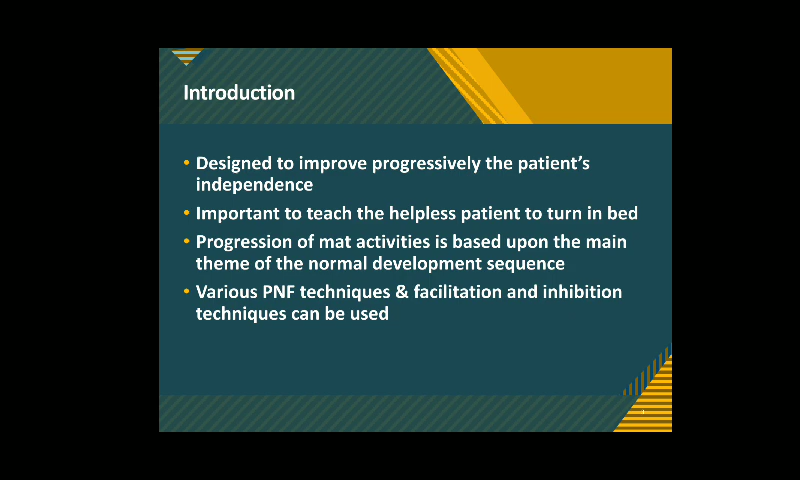 Introduction
• Designed to improve progressively the patient's
independence
• Important to teach the helpless patient to turn in bed
• Progression of mat activities is based upon the main
theme of the normal development sequence
• Various PNF techniques & facilitation and inhibition
techniques can be used